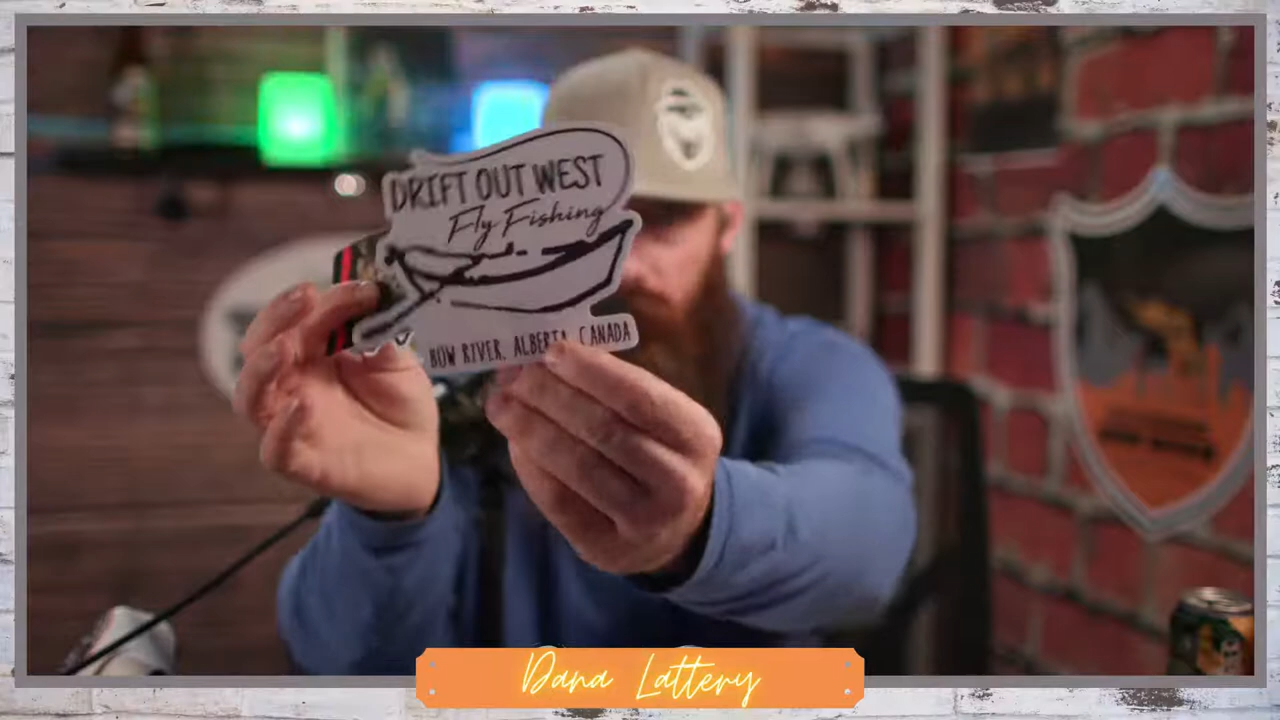 DRIFT OUT WEST
Fly Fishing
BOW RIVER, ALBERTA, CANADA
Dana Lattery